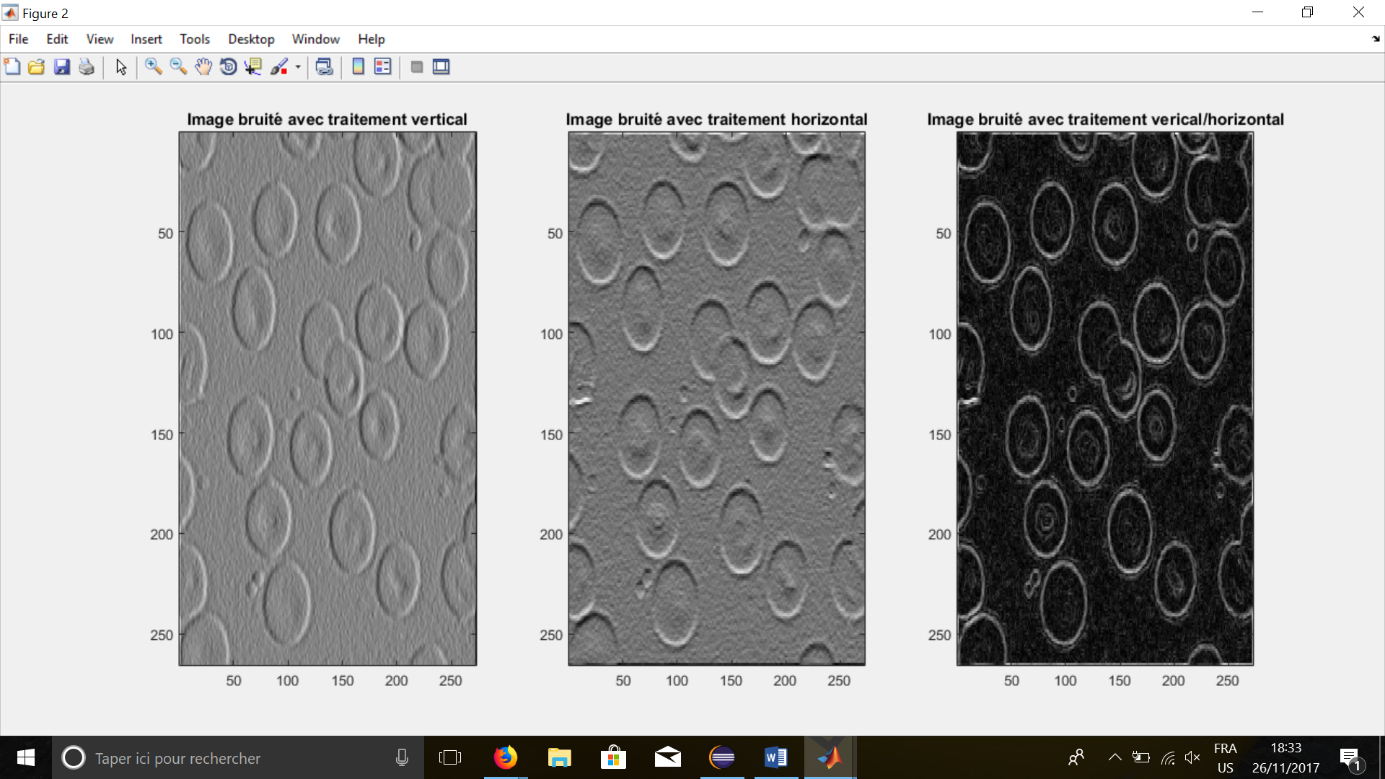 Figure 2
File Edit View Insert Tools Desktop Window Help
Image bruité avec traitement vertical
50
100
150
200
250
50 100 150 200 250
Image bruité avec traitement horizontal
50
100
150
200
250
50 100 150 200 250
Image bruité avec traitement verical/horizontal
50
100
150
200
250
50 100 150 200 250
Taper ici pour rechercher
FRA
US
18:33
26/11/2017
1